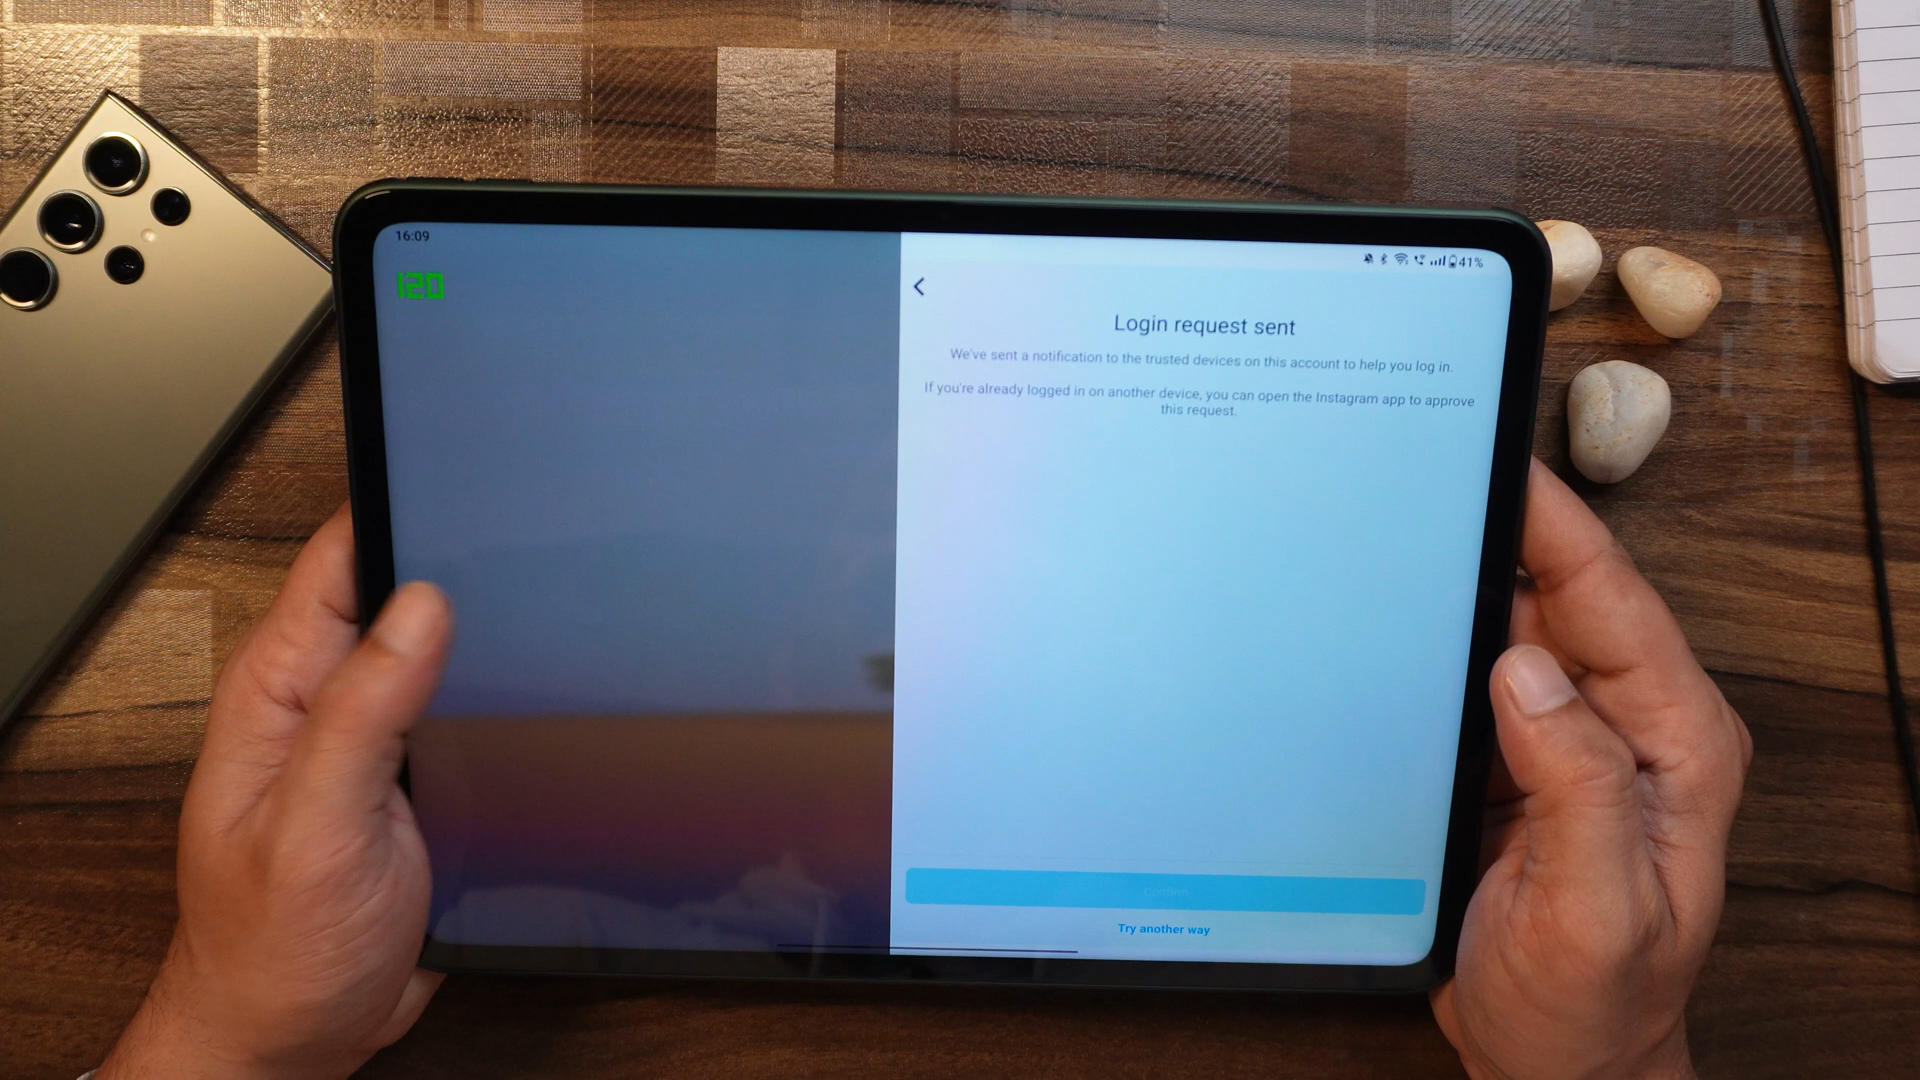 16:09
41%
120
Login request sent
We've sent a notification to the trusted devices on this account to help you log in.
If you're already logged in on another device, you can open the Instagram app to approve
this request.
Confirm
Try another way